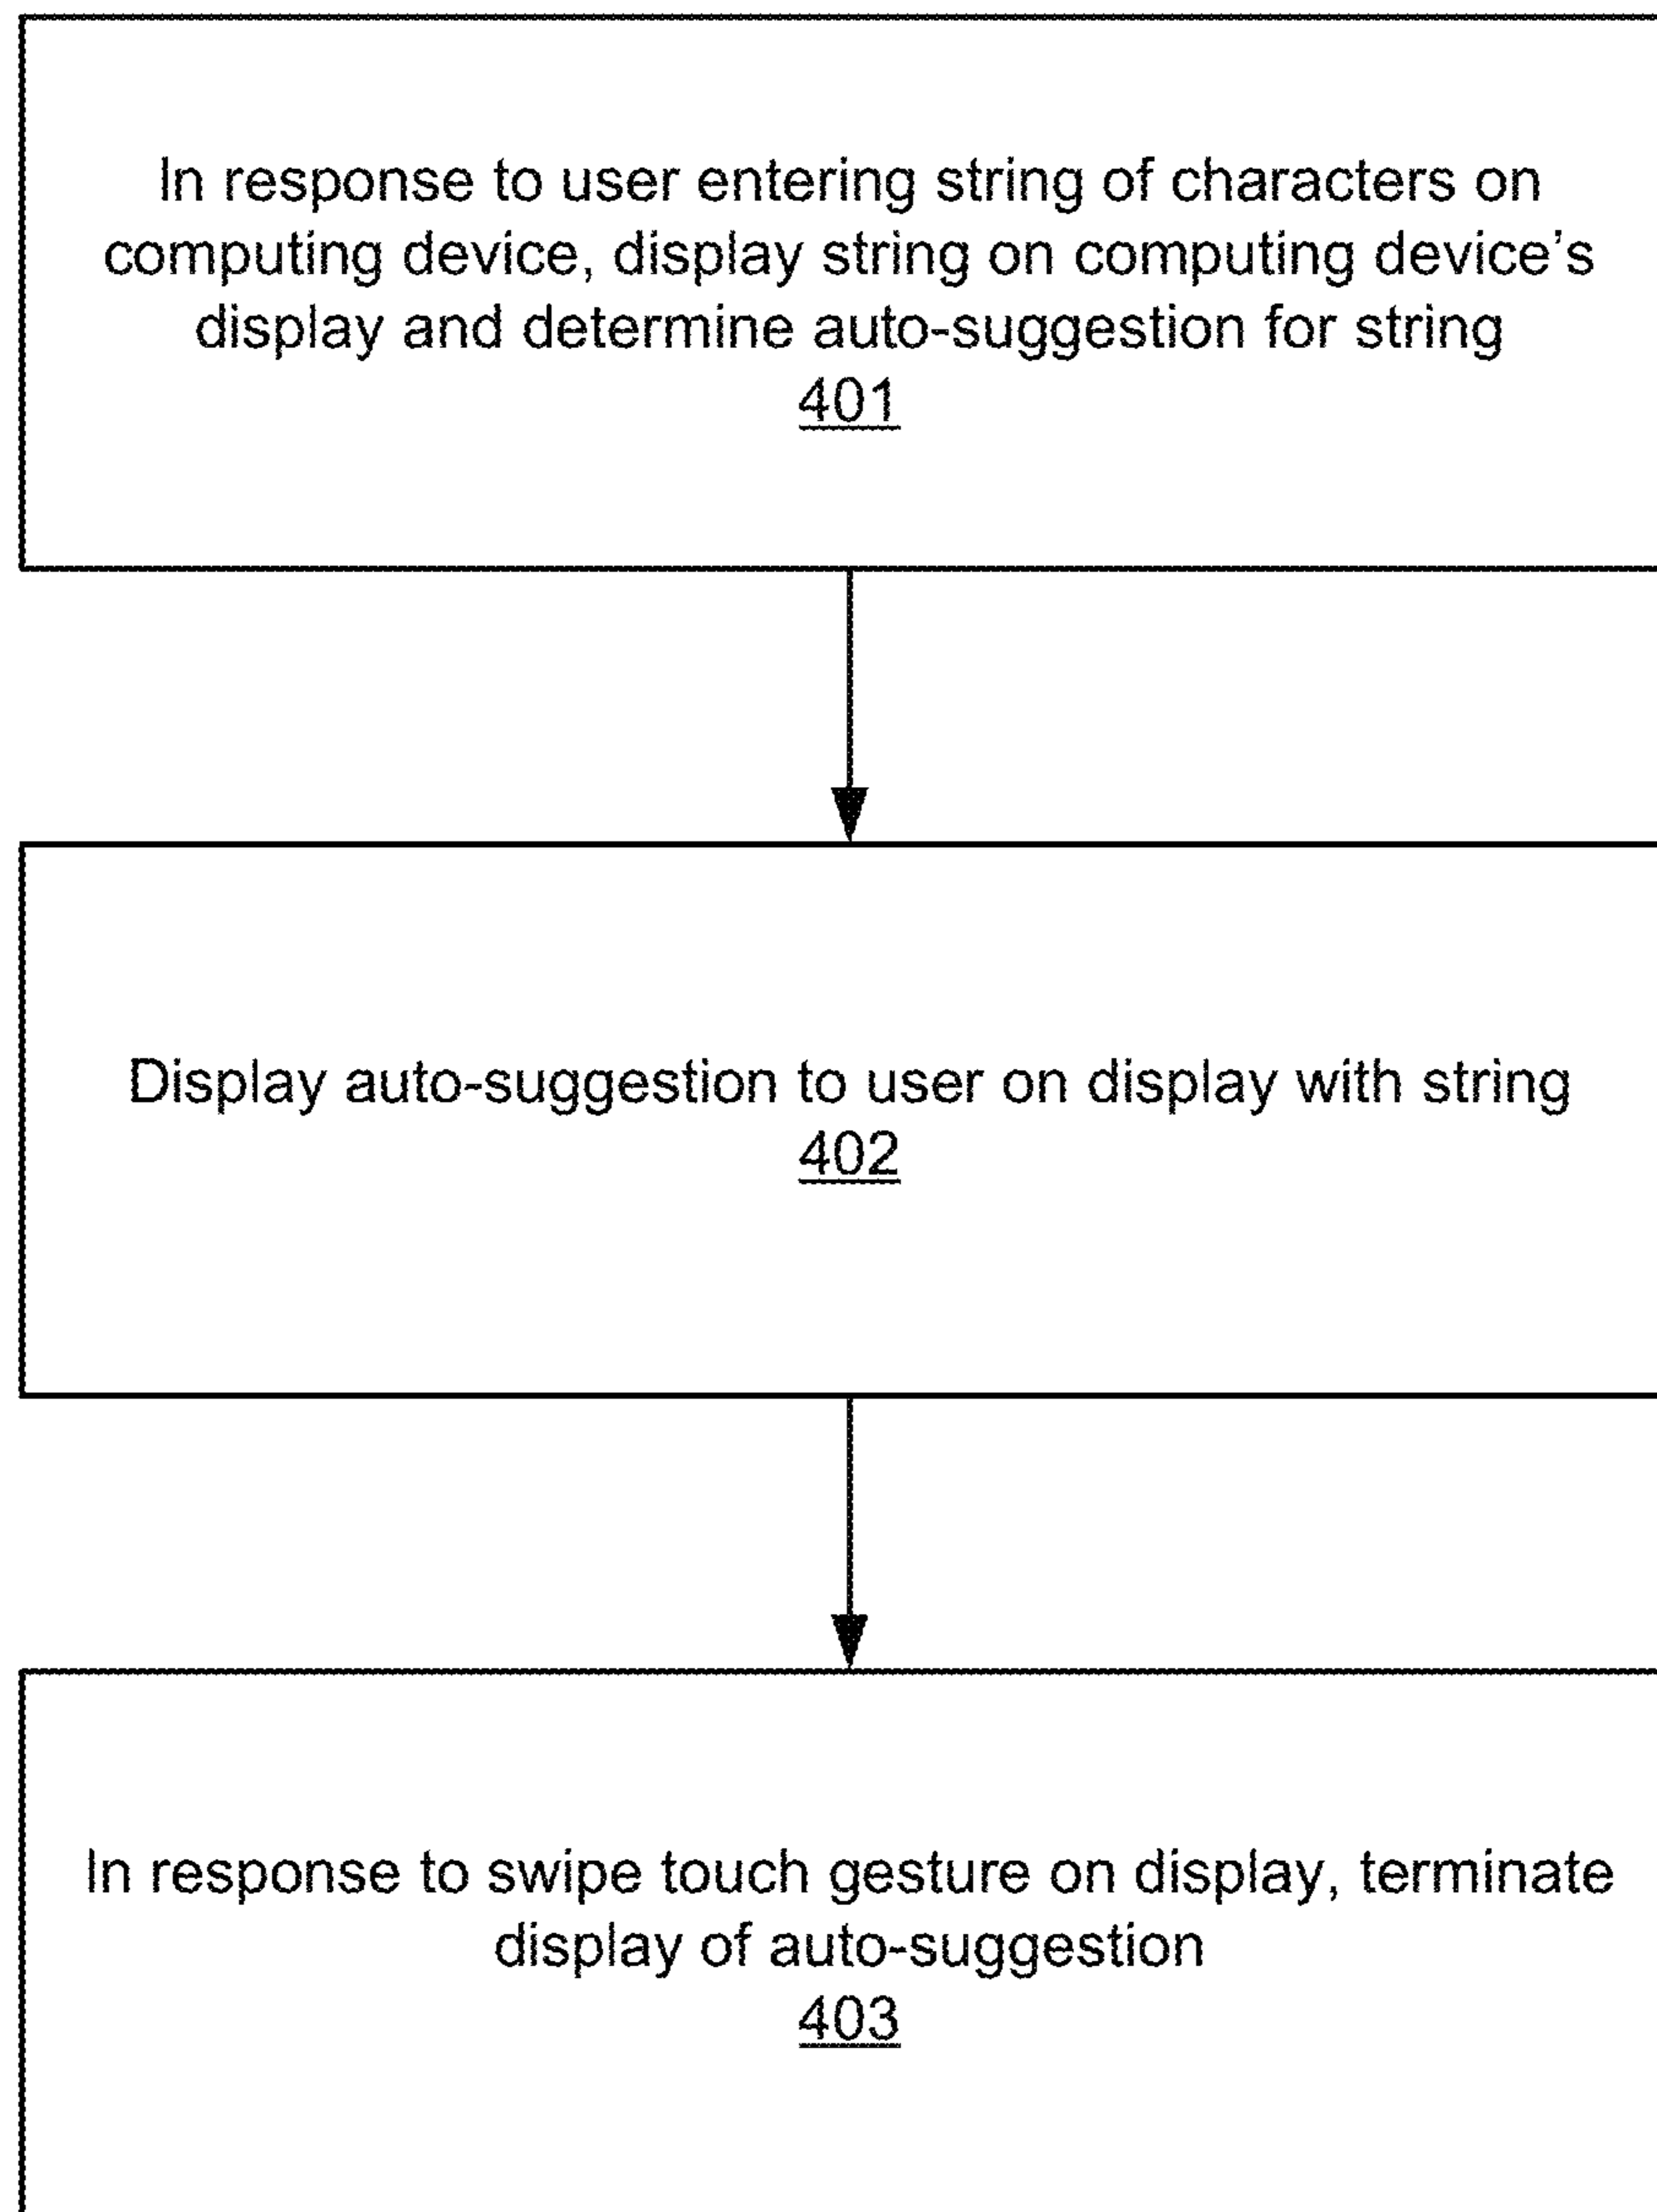 In response to user entering string of characters on
computing device, display string on computing device’s
display and determine auto-suggestion for string
401
Display auto-suggestion to user on display with string
402
In response to swipe touch gesture on display, terminate
display of auto-suggestion
403